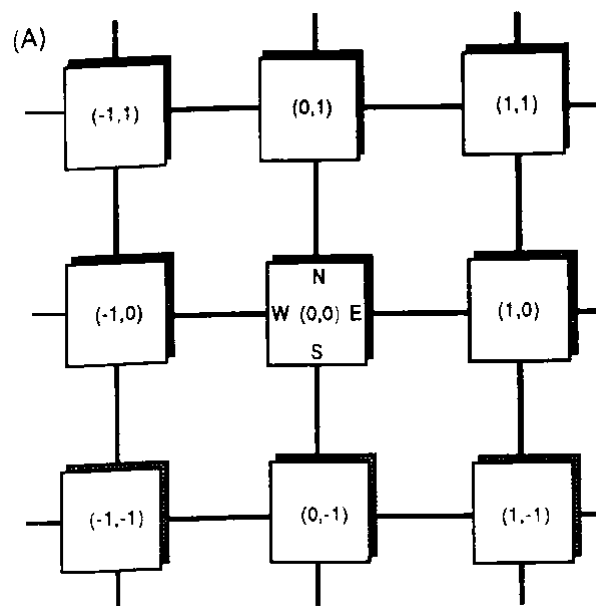 (A)
(-1,1)
(0,1)
(1,1)
N
(-1,0)
W (0,0) E
(1,0)
S
(-1,-1)
(0,-1)
(1,-1)